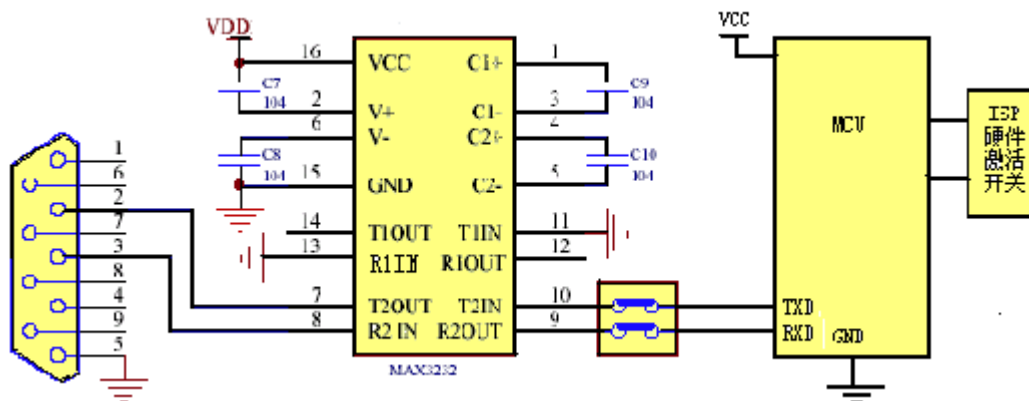 1
6
2
7
3
8
4
9
5
VDD
C7
104
C8
104
16
2
6
15
14
13
7
8
VCC
V+
V-
GND
T1OUT
R1IN
T2OUT
R2 IN
C1+
C1-
C2+
C2-
T1IN
R1OUT
T2IN
R2OUT
MAX3232
1
3
4
5
11
12
10
9
C9
104
C10
104
VCC
MCU
TXD
RXD
GND
ISP
硬件
激活
开关